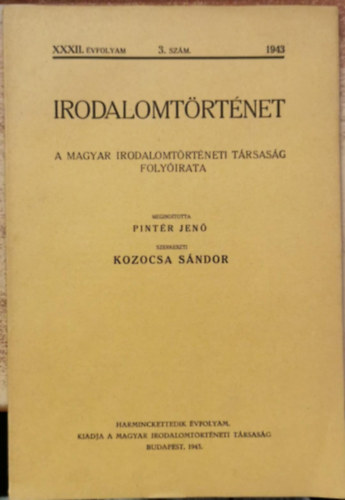 XXXII. ÉVFOLYAM 3. SZÁM. 1943
IRODALOMTÖRTÉNET
A MAGYAR IRODALOMTÖRTÉNETI TÁRSASÁG
FOLYÓIRATA
MEGINDÍTOTTA
PINTÉR JENŐ
SZERKESZTI
KOZOCSA SÁNDOR
HARMINCKETTEDIK ÉVFOLYAM.
KIADJA A MAGYAR IRODALOMTÖRTÉNETI TÁRSASÁG
BUDAPEST, 1943.